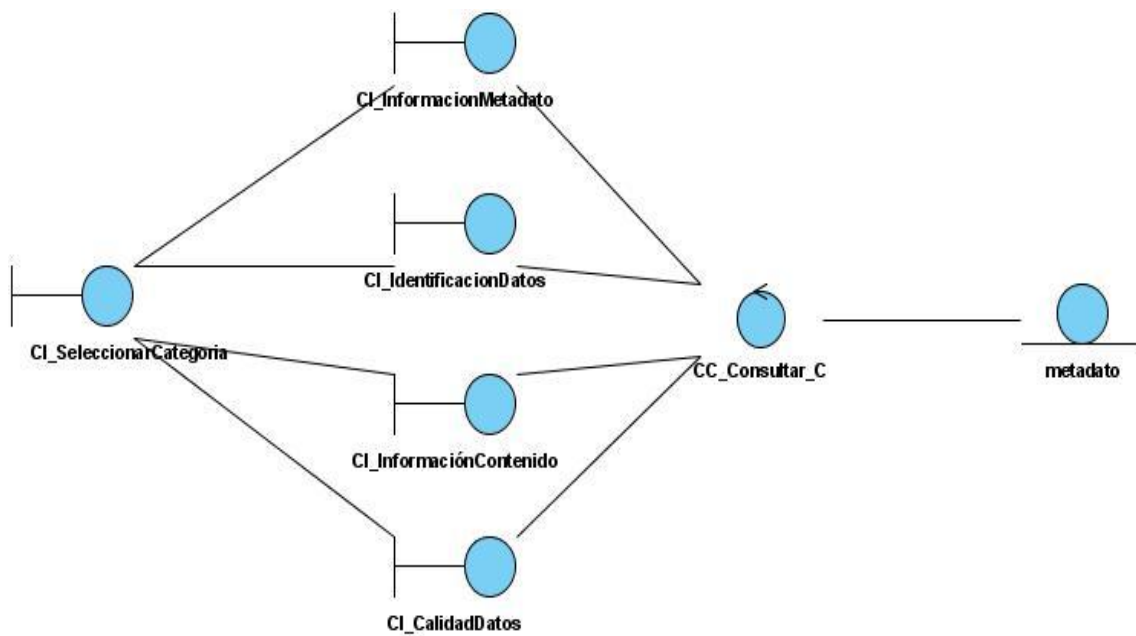 CI_InformacionMetadato
CI_IdentificacionDatos
CI_SeleccionarCategoria
CC_Consultar_C
metadato
CI_InformaciónContenido
CI_CalidadDatos